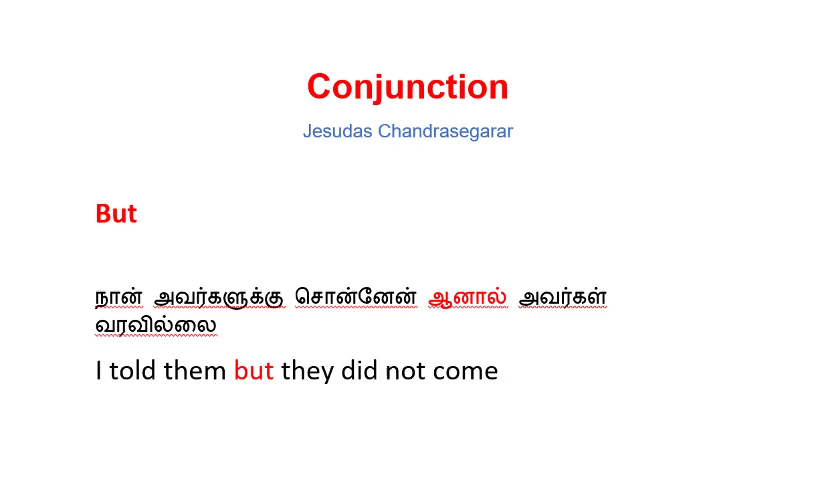 Conjunction
Jesudas Chandrasegarar
But
நான் அவர்களுக்கு சொன்னேன் ஆனால் அவர்கள்
வரவில்லை
I told them but they did not come